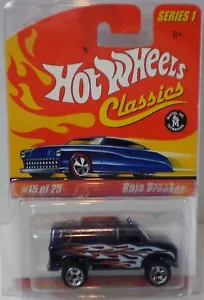 SERIES 1
6+
Hot Wheels
Classics
#15 of 25
Baja Breaker